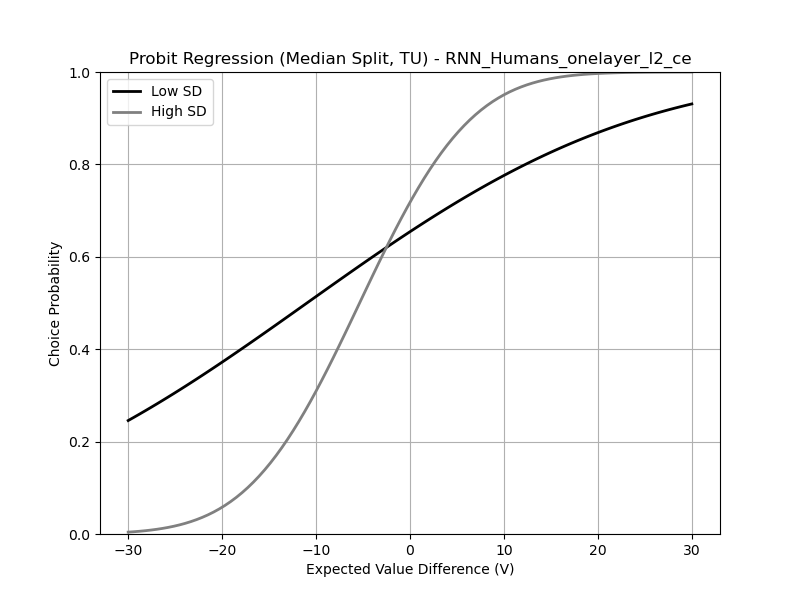 Probit Regression (Median Split, TU) - RNN_Humans_onelayer_l2_ce
Low SD
High SD
Choice Probability
1.0
0.8
0.6
0.4
0.2
0.0
−30 −20 −10 0 10 20 30
Expected Value Difference (V)